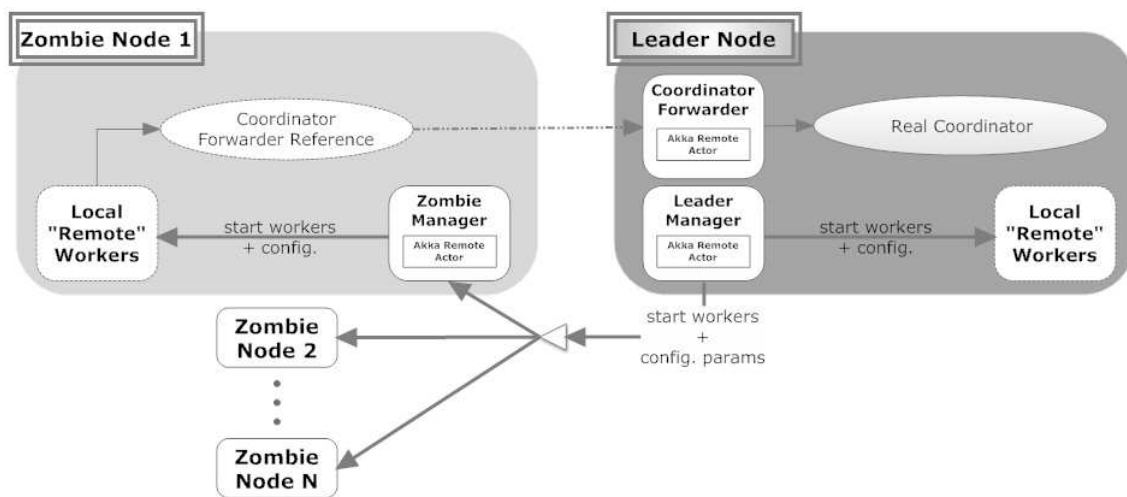 Zombie Node 1
Leader Node
Coordinator
Forwarder Reference
Coordinator
Forwarder
Akka Remote
Actor
Real Coordinator
Local
"Remote"
Workers
start workers
+ config.
Zombie
Manager
Akka Remote
Actor
Leader
Manager
Akka Remote
Actor
start workers
+ config.
Local
"Remote"
Workers
start workers
+
config. params
Zombie
Node 2
Zombie
Node N